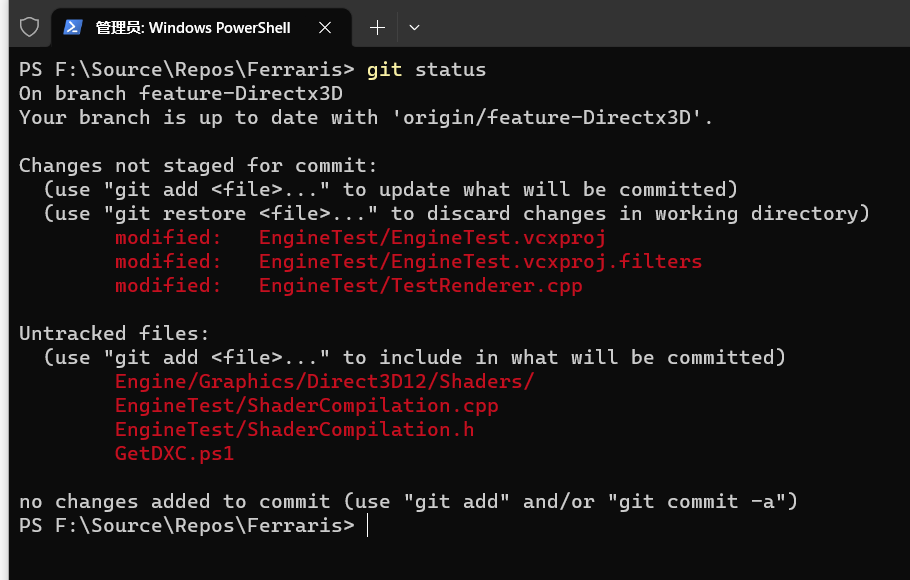 管理员: Windows PowerShell
PS F:\Source\Repos\Ferraris> git status
On branch feature-Directx3D
Your branch is up to date with 'origin/feature-Directx3D'.
Changes not staged for commit:
  (use "git add <file>..." to update what will be committed)
  (use "git restore <file>..." to discard changes in working directory)
        modified:   EngineTest/EngineTest.vcxproj
        modified:   EngineTest/EngineTest.vcxproj.filters
        modified:   EngineTest/TestRenderer.cpp
Untracked files:
  (use "git add <file>..." to include in what will be committed)
        Engine/Graphics/Direct3D12/Shaders/
        EngineTest/ShaderCompilation.cpp
        EngineTest/ShaderCompilation.h
        GetDXC.ps1
no changes added to commit (use "git add" and/or "git commit -a")
PS F:\Source\Repos\Ferraris>